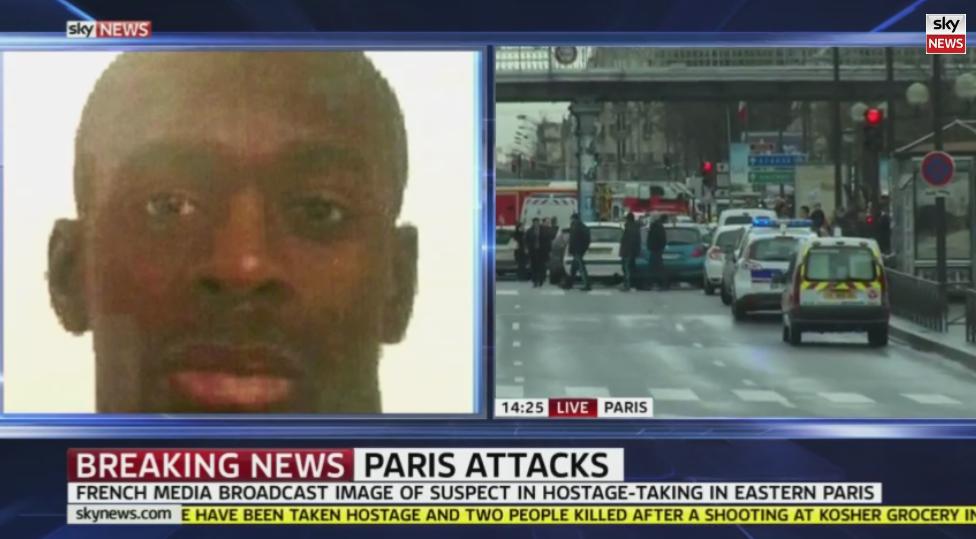 sky NEWS
sky
NEWS
14:25 LIVE PARIS
BREAKING NEWS PARIS ATTACKS
FRENCH MEDIA BROADCAST IMAGE OF SUSPECT IN HOSTAGE-TAKING IN EASTERN PARIS
skynews.com E HAVE BEEN TAKEN HOSTAGE AND TWO PEOPLE KILLED AFTER A SHOOTING AT KOSHER GROCERY IN